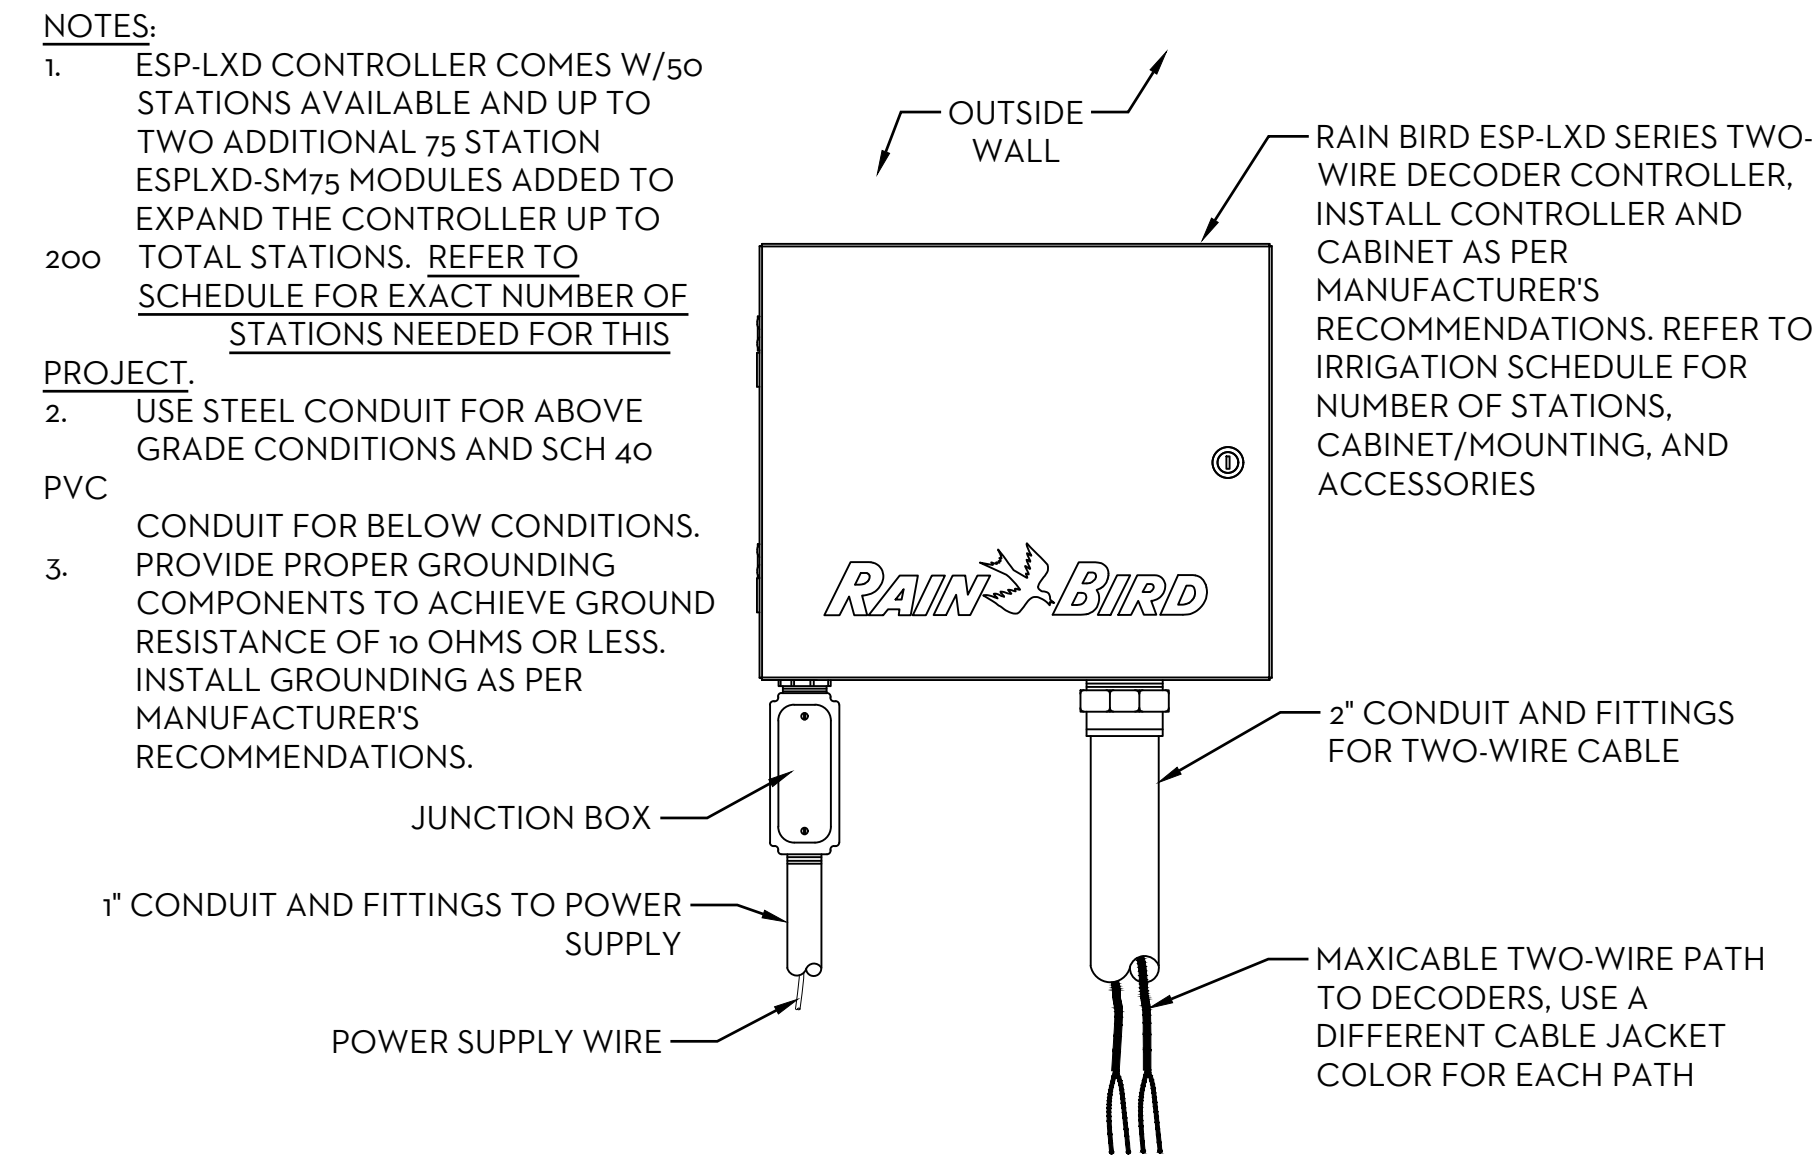 NOTES:
1. ESP-LXD CONTROLLER COMES W/50
STATIONS AVAILABLE AND UP TO
TWO ADDITIONAL 75 STATION
ESPLXD-SM75 MODULES ADDED TO
EXPAND THE CONTROLLER UP TO
200 TOTAL STATIONS. REFER TO
SCHEDULE FOR EXACT NUMBER OF
STATIONS NEEDED FOR THIS
PROJECT.
2. USE STEEL CONDUIT FOR ABOVE
GRADE CONDITIONS AND SCH 40
PVC
CONDUIT FOR BELOW CONDITIONS.
3. PROVIDE PROPER GROUNDING
COMPONENTS TO ACHIEVE GROUND
RESISTANCE OF 10 OHMS OR LESS.
INSTALL GROUNDING AS PER
MANUFACTURER'S
RECOMMENDATIONS.
JUNCTION BOX
1" CONDUIT AND FITTINGS TO POWER
SUPPLY
POWER SUPPLY WIRE
OUTSIDE
WALL
RAIN BIRD
RAIN BIRD ESP-LXD SERIES TWO-
WIRE DECODER CONTROLLER,
INSTALL CONTROLLER AND
CABINET AS PER
MANUFACTURER'S
RECOMMENDATIONS. REFER TO
IRRIGATION SCHEDULE FOR
NUMBER OF STATIONS,
CABINET/MOUNTING, AND
ACCESSORIES
2" CONDUIT AND FITTINGS
FOR TWO-WIRE CABLE
MAXICABLE TWO-WIRE PATH
TO DECODERS, USE A
DIFFERENT CABLE JACKET
COLOR FOR EACH PATH